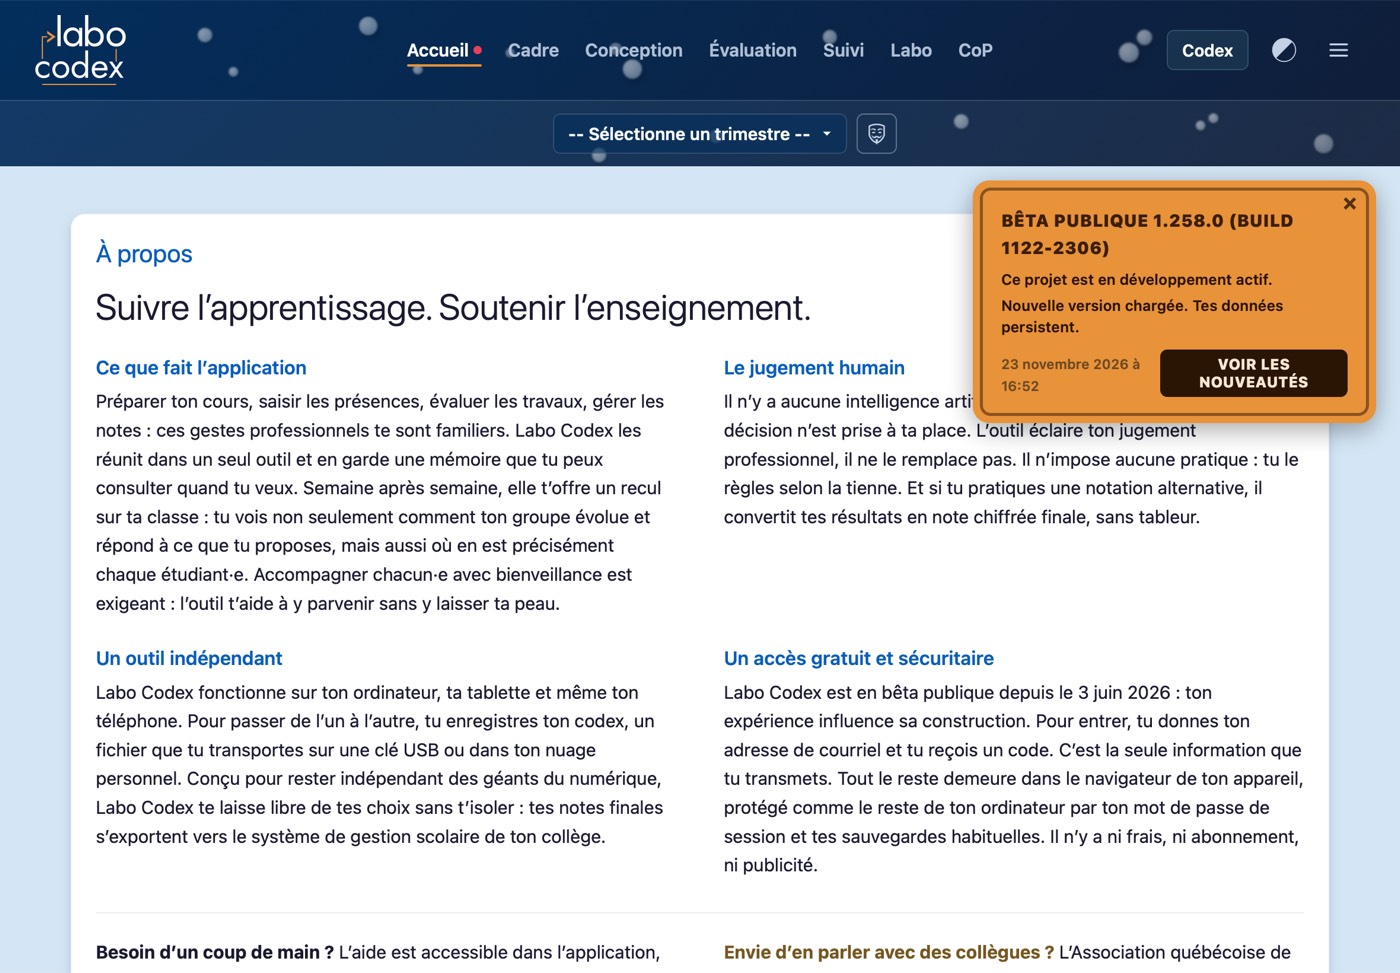 labo
codex
Accueil
Cadre
Conception
Évaluation
Suivi
Labo
CoP
Codex
-- Sélectionne un trimestre --
BÊTA PUBLIQUE 1.258.0 (BUILD
1122-2306)
Ce projet est en développement actif.
Nouvelle version chargée. Tes données
persistent.
23 novembre 2026 à
16:52
VOIR LES
NOUVEAUTÉS
À propos
Suivre l’apprentissage. Soutenir l’enseignement.
Ce que fait l’application
Préparer ton cours, saisir les présences, évaluer les travaux, gérer les
notes : ces gestes professionnels te sont familiers. Labo Codex les
réunit dans un seul outil et en garde une mémoire que tu peux
consulter quand tu veux. Semaine après semaine, elle t’offre un recul
sur ta classe : tu vois non seulement comment ton groupe évolue et
répond à ce que tu proposes, mais aussi où en est précisément
chaque étudiant·e. Accompagner chacun·e avec bienveillance est
exigeant : l’outil t’aide à y parvenir sans y laisser ta peau.
Le jugement humain
Il n’y a aucune intelligence
décision n’est prise à ta place. L’outil éclaire ton jugement
professionnel, il ne le remplace pas. Il n’impose aucune pratique : tu le
règles selon la tienne. Et si tu pratiques une notation alternative, il
convertit tes résultats en note chiffrée finale, sans tableur.
Un outil indépendant
Labo Codex fonctionne sur ton ordinateur, ta tablette et même ton
téléphone. Pour passer de l’un à l’autre, tu enregistres ton codex, un
fichier que tu transportes sur une clé USB ou dans ton nuage
personnel. Conçu pour rester indépendant des géants du numérique,
Labo Codex te laisse libre de tes choix sans t’isoler : tes notes finales
s’exportent vers le système de gestion scolaire de ton collège.
Un accès gratuit et sécuritaire
Labo Codex est en bêta publique depuis le 3 juin 2026 : ton
expérience influence sa construction. Pour entrer, tu donnes ton
adresse de courriel et tu reçois un code. C’est la seule information que
tu transmets. Tout le reste demeure dans le navigateur de ton appareil,
protégé comme le reste de ton ordinateur par ton mot de passe de
session et tes sauvegardes habituelles. Il n’y a ni frais, ni abonnement,
ni publicité.
Besoin d’un coup de main ? L’aide est accessible dans l’application,
Envie d’en parler avec des collègues ? L’Association québécoise de